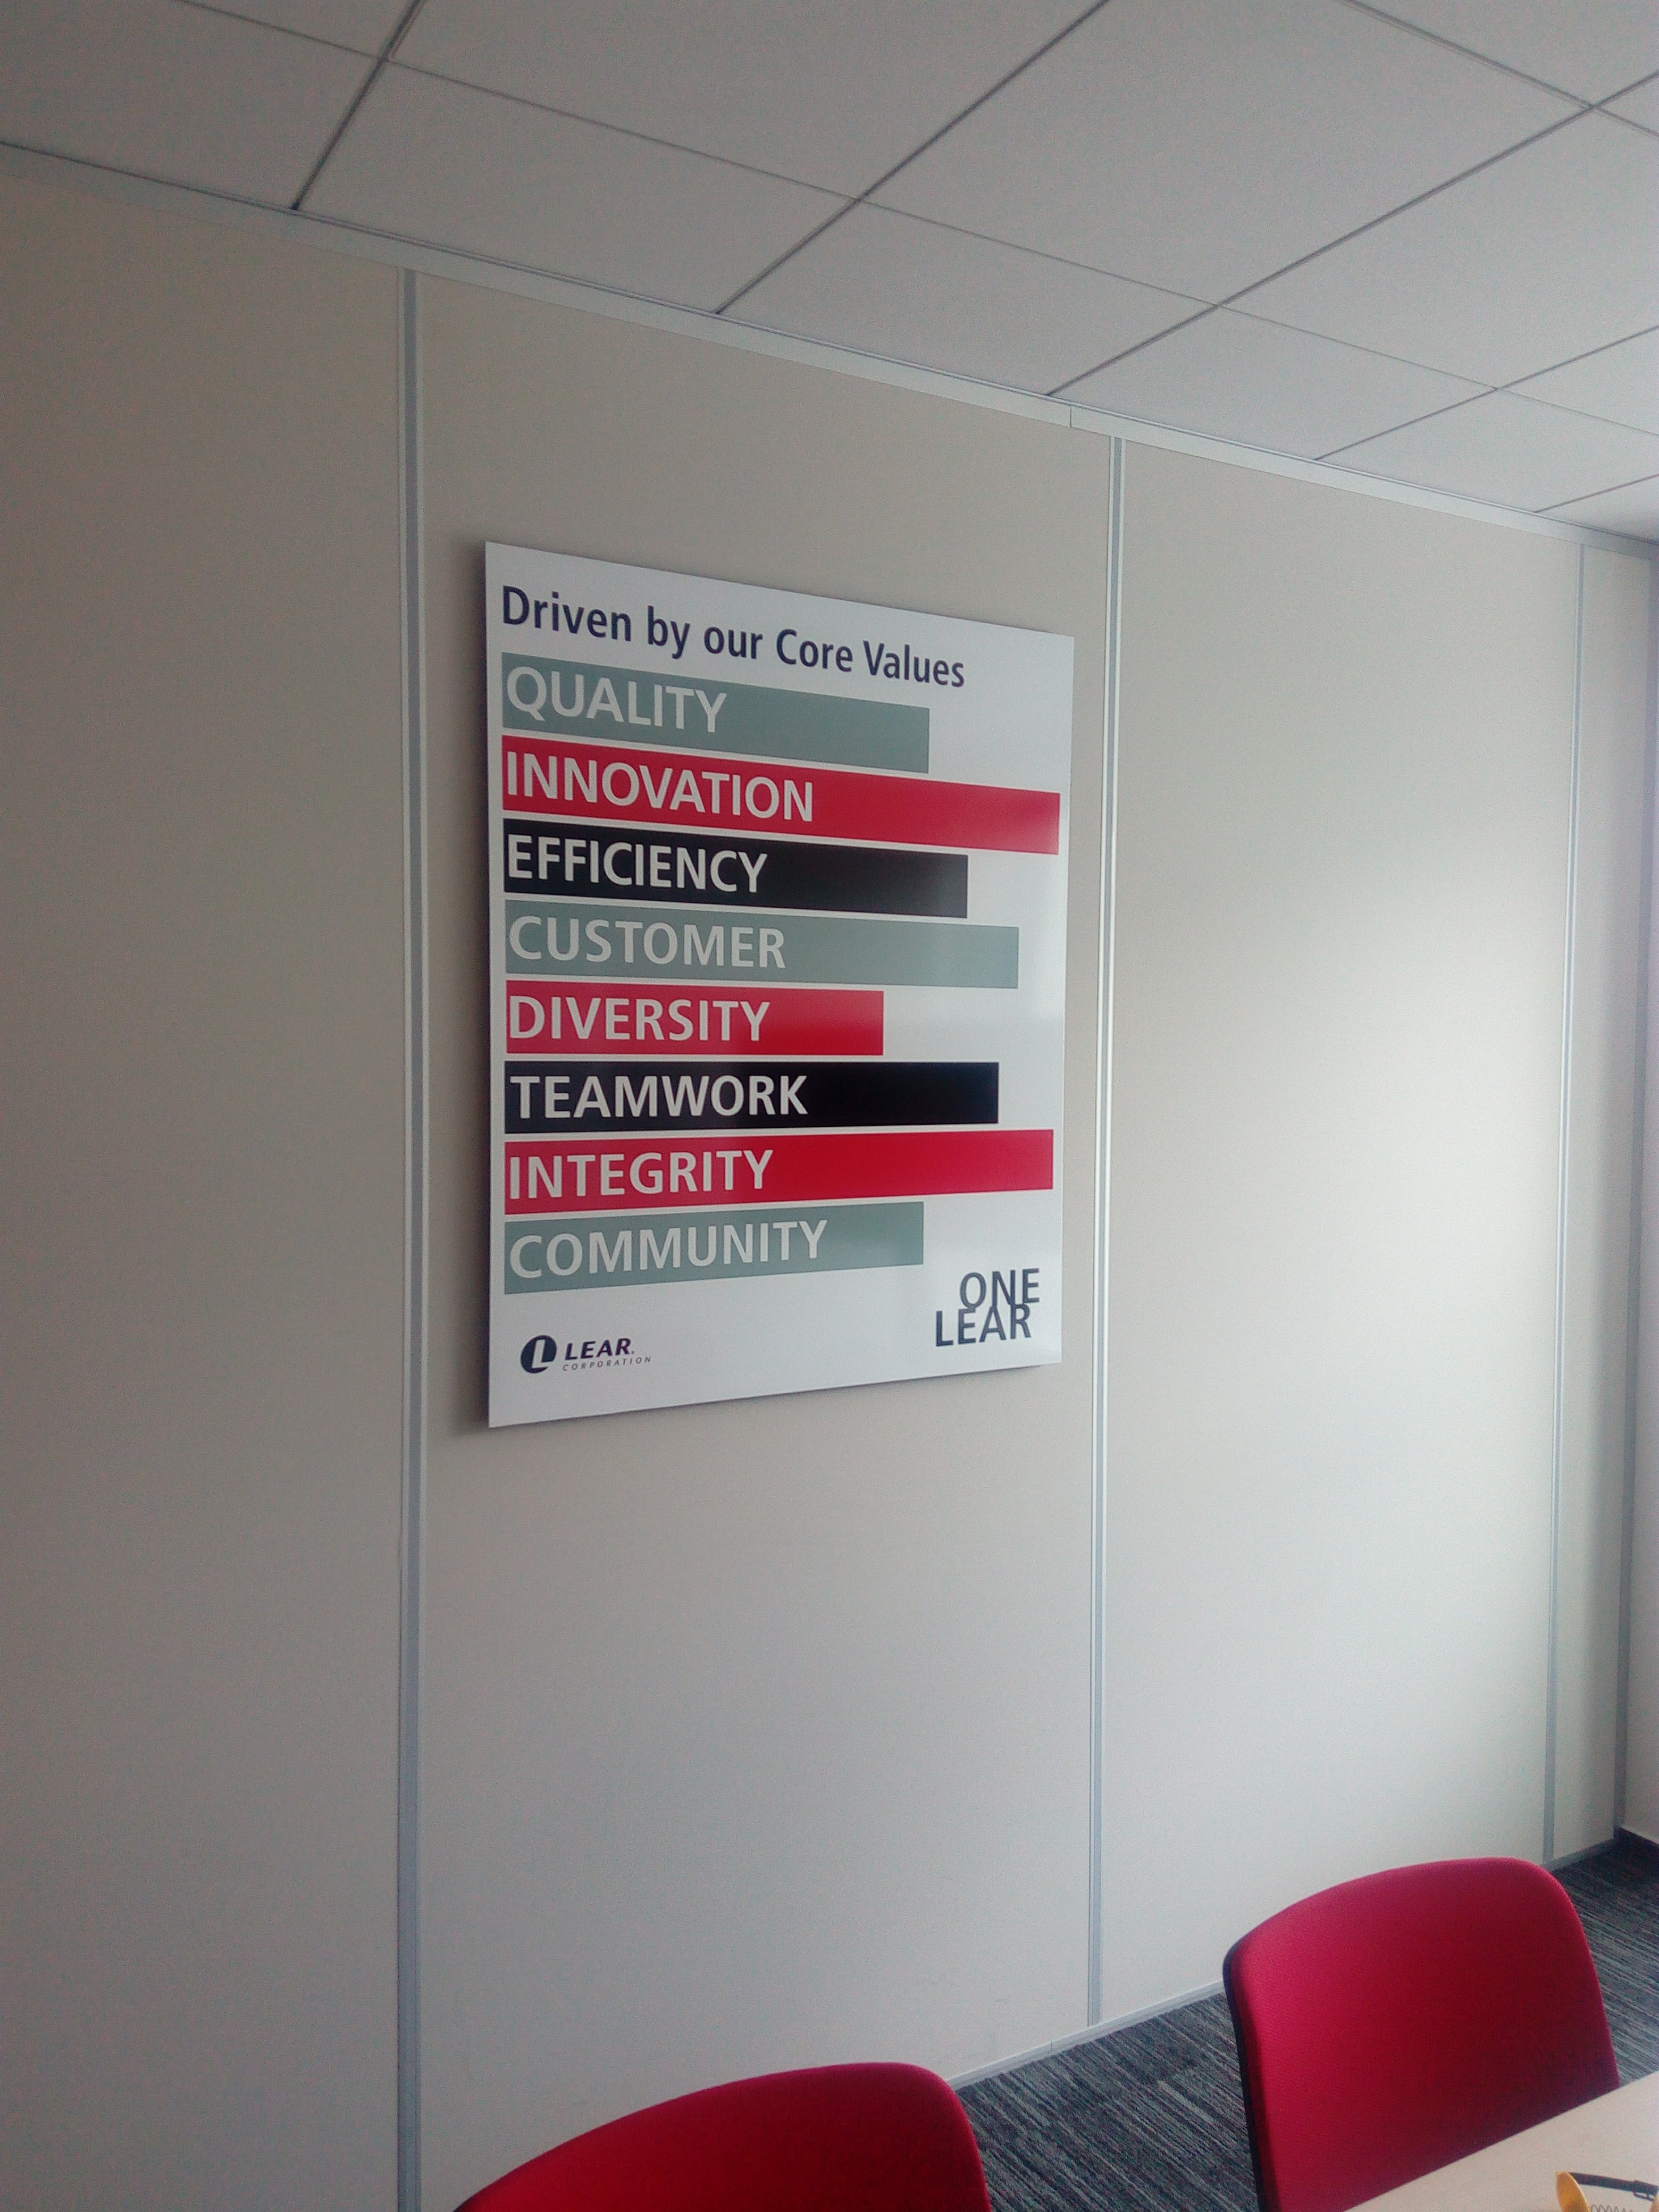 Driven by our Core Values
QUALITY
INNOVATION
EFFICIENCY
CUSTOMER
DIVERSITY
TEAMWORK
INTEGRITY
COMMUNITY
ONE
LEAR
L LEAR.
CORPORATION